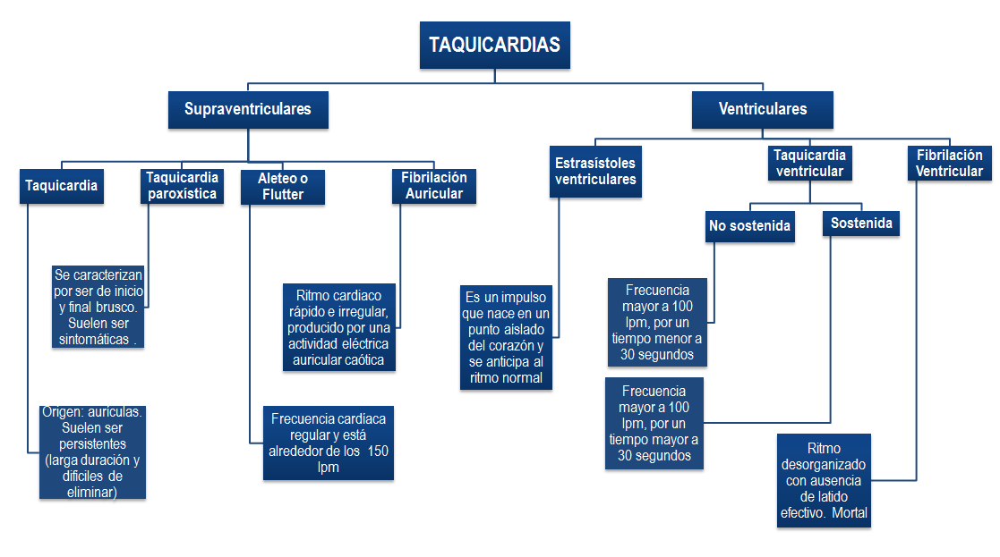 TAQUICARDIAS
Supraventriculares
Ventriculares
Taquicardia
Taquicardia
paroxística
Aleteo o
Flutter
Fibrilación
Auricular
Estrasístoles
ventriculares
Taquicardia
ventricular
Fibrilación
Ventricular
No sostenida
Sostenida
Se caracterizan
por ser de inicio
y final brusco.
Suelen ser
sintomáticas .
Ritmo cardiaco
rápido e irregular,
producido por una
actividad eléctrica
auricular caótica
Es un impulso
que nace en un
punto aislado
del corazón y
se anticipa al
ritmo normal
Frecuencia
mayor a 100
lpm, por un
tiempo menor a
30 segundos
Origen: aurículas.
Suelen ser
persistentes
(larga duración y
difíciles de
eliminar)
Frecuencia cardiaca
regular y está
alrededor de los 150
lpm
Frecuencia
mayor a 100
lpm, por un
tiempo mayor a
30 segundos
Ritmo
desorganizado
con ausencia
de latido
efectivo. Mortal